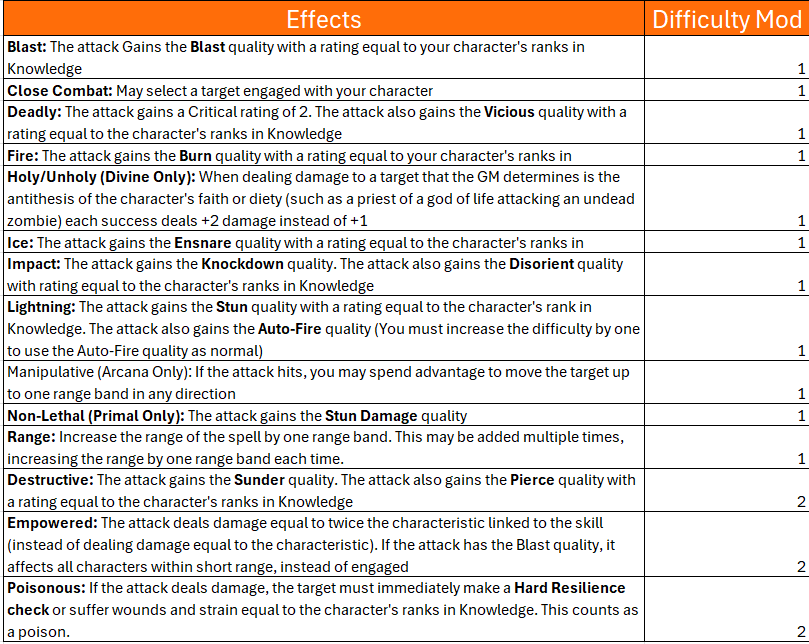 Effects Difficulty Mod
Blast: The attack Gains the Blast quality with a rating equal to your character's ranks in
Knowledge 1
Close Combat: May select a target engaged with your character 1
Deadly: The attack gains a Critical rating of 2. The attack also gains the Vicious quality with a
rating equal to the character's ranks in Knowledge 1
Fire: The attack gains the Burn quality with a rating equal to your character's ranks in 1
Holy/Unholy (Divine Only): When dealing damage to a target that the GM determines is the
antithesis of the character's faith or diety (such as a priest of a god of life attacking an undead
zombie) each success deals +2 damage instead of +1 1
Ice: The attack gains the Ensnare quality with a rating equal to the character's ranks in 1
Impact: The attack gains the Knockdown quality. The attack also gains the Disorient quality
with rating equal to the character's ranks in Knowledge 1
Lightning: The attack gains the Stun quality with a rating equal to the character's rank in
Knowledge. The attack also gains the Auto-Fire quality (You must increase the difficulty by one
to use the Auto-Fire quality as normal) 1
Manipulative (Arcana Only): If the attack hits, you may spend advantage to move the target up
to one range band in any direction 1
Non-Lethal (Primal Only): The attack gains the Stun Damage quality 1
Range: Increase the range of the spell by one range band. This may be added multiple times,
increasing the range by one range band each time. 1
Destructive: The attack gains the Sunder quality. The attack also gains the Pierce quality with
a rating equal to the character's ranks in Knowledge 2
Empowered: The attack deals damage equal to twice the characteristic linked to the skill
(instead of dealing damage equal to the characteristic). If the attack has the Blast quality, it
affects all characters within short range, instead of engaged 2
Poisonous: If the attack deals damage, the target must immediately make a Hard Resilience
check or suffer wounds and strain equal to the character's ranks in Knowledge. This counts as
a poison. 2